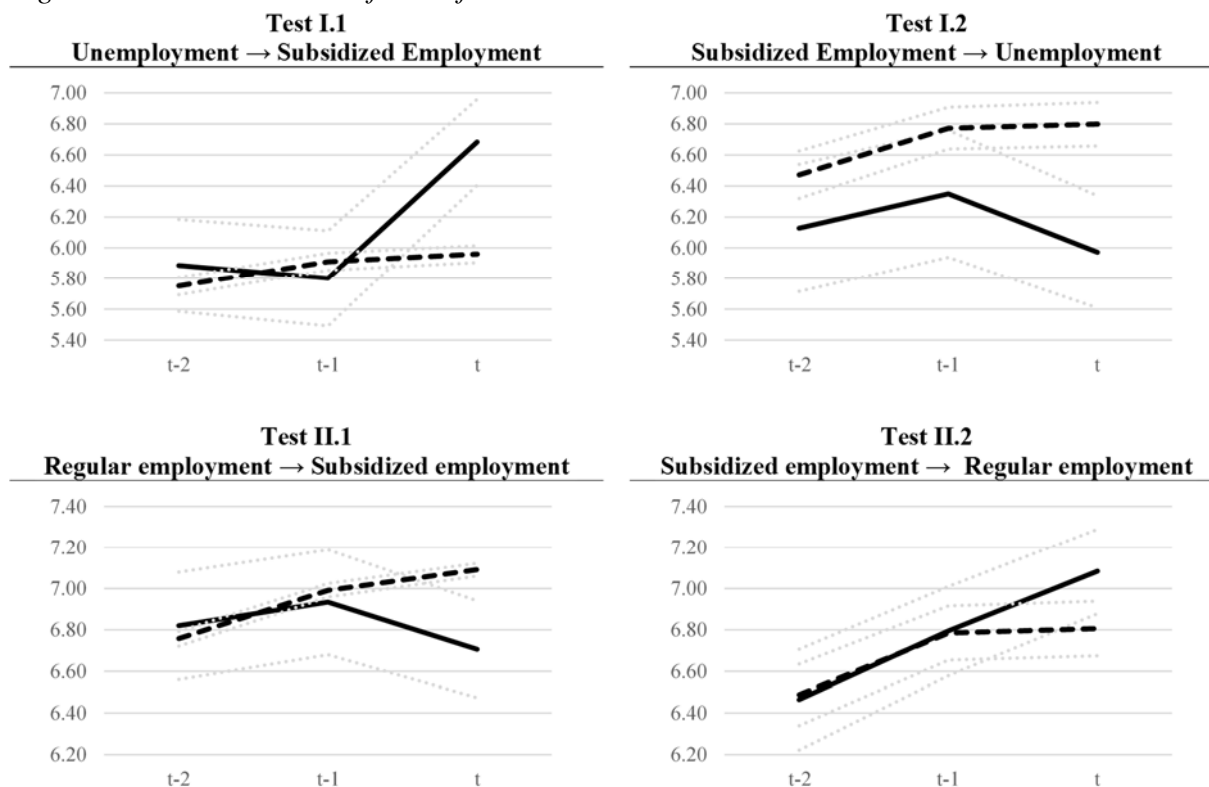 Test I.1
Unemployment → Subsidized Employment
7.00
6.80
6.60
6.40
6.20
6.00
5.80
5.60
5.40
t-2 t-1 t
Test I.2
Subsidized Employment → Unemployment
7.00
6.80
6.60
6.40
6.20
6.00
5.80
5.60
5.40
t-2 t-1 t
Test II.1
Regular employment → Subsidized employment
7.40
7.20
7.00
6.80
6.60
6.40
6.20
t-2 t-1 t
Test II.2
Subsidized employment → Regular employment
7.40
7.20
7.00
6.80
6.60
6.40
6.20
t-2 t-1 t